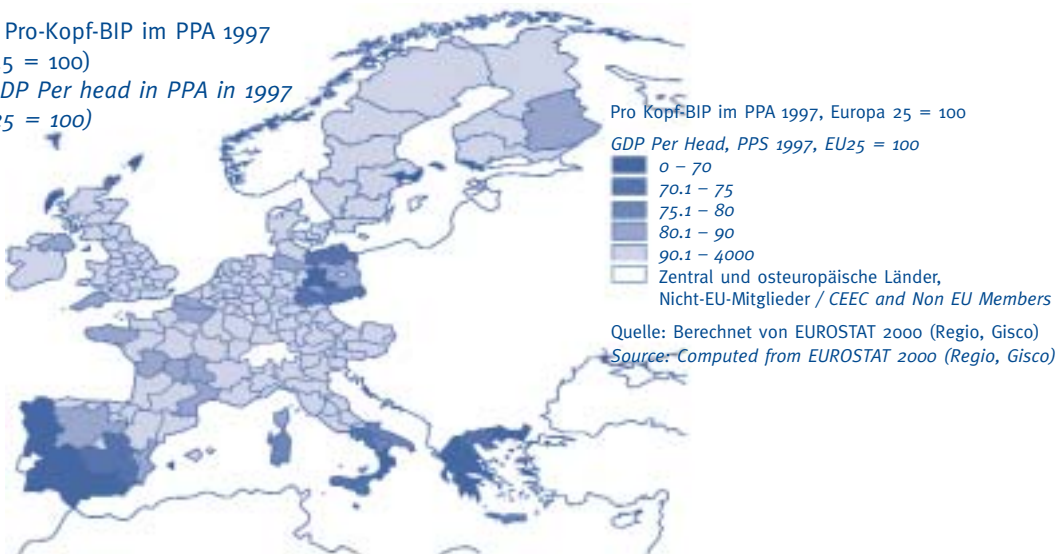 Pro-Kopf-BIP im PPA 1997
5 = 100)
DP Per head in PPA in 1997
25 = 100)
Pro Kopf-BIP im PPA 1997, Europa 25 = 100
GDP Per Head, PPS 1997, EU25 = 100
0 – 70
70.1 – 75
75.1 – 80
80.1 – 90
90.1 – 4000
Zentral und osteuropäische Länder,
Nicht-EU-Mitglieder / CEEC and Non EU Members
Quelle: Berechnet von EUROSTAT 2000 (Regio, Gisco)
Source: Computed from EUROSTAT 2000 (Regio, Gisco)